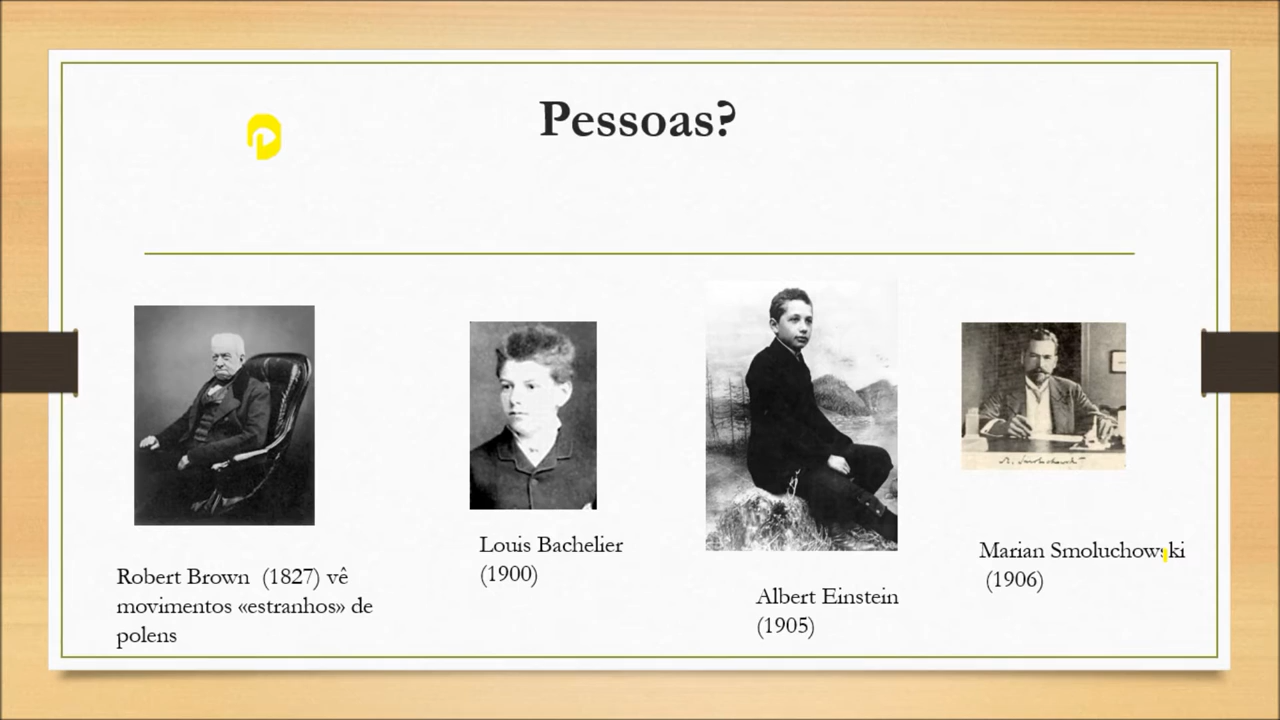 Pessoas?
Robert Brown (1827) vê
movimentos «estranhos» de
polens
Louis Bachelier
(1900)
Albert Einstein
(1905)
Marian Smoluchowski
(1906)